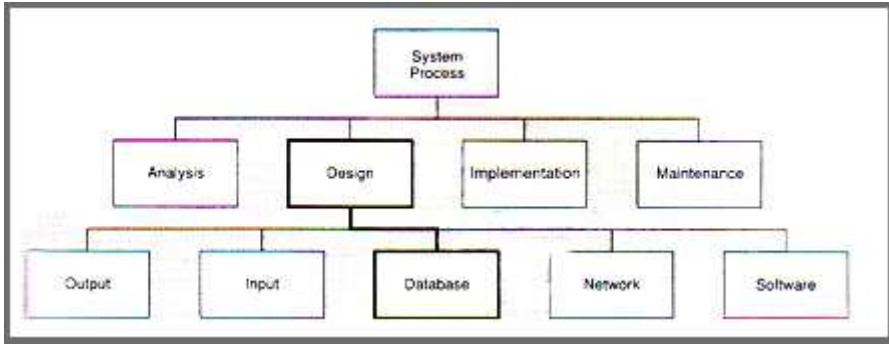 System
Process
Analysis
Design
Implementation
Maintenance
Output
Input
Database
Network
Software